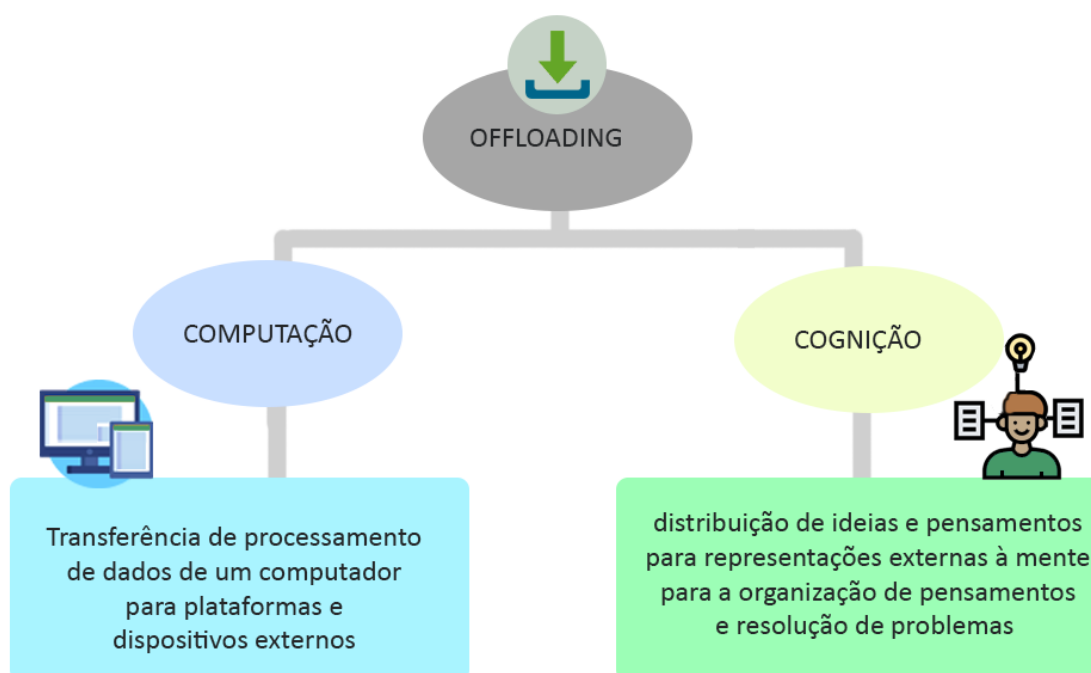 OFFLOADING
COMPUTAÇÃO
COGNIÇÃO
Transferência de processamento
de dados de um computador
para plataformas e
dispositivos externos
distribuição de ideias e pensamentos
para representações externas à mente
para a organização de pensamentos
e resolução de problemas